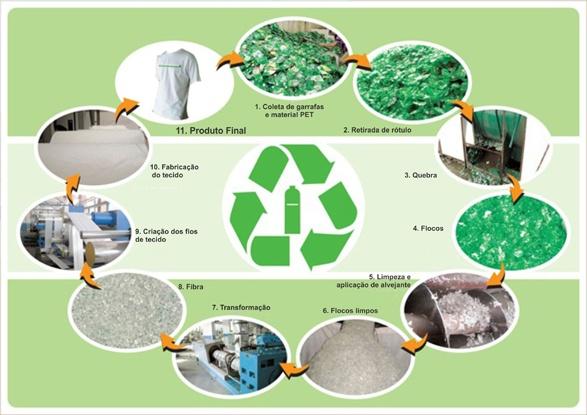 1. Coleta de garrafas
e material PET
2. Retirada de rótulo
3. Quebra
4. Flocos
5. Limpeza e
aplicação de alvejante
6. Flocos limpos
7. Transformação
8. Fibra
9. Criação dos fios
de tecido
10. Fabricação
do tecido
11. Produto Final